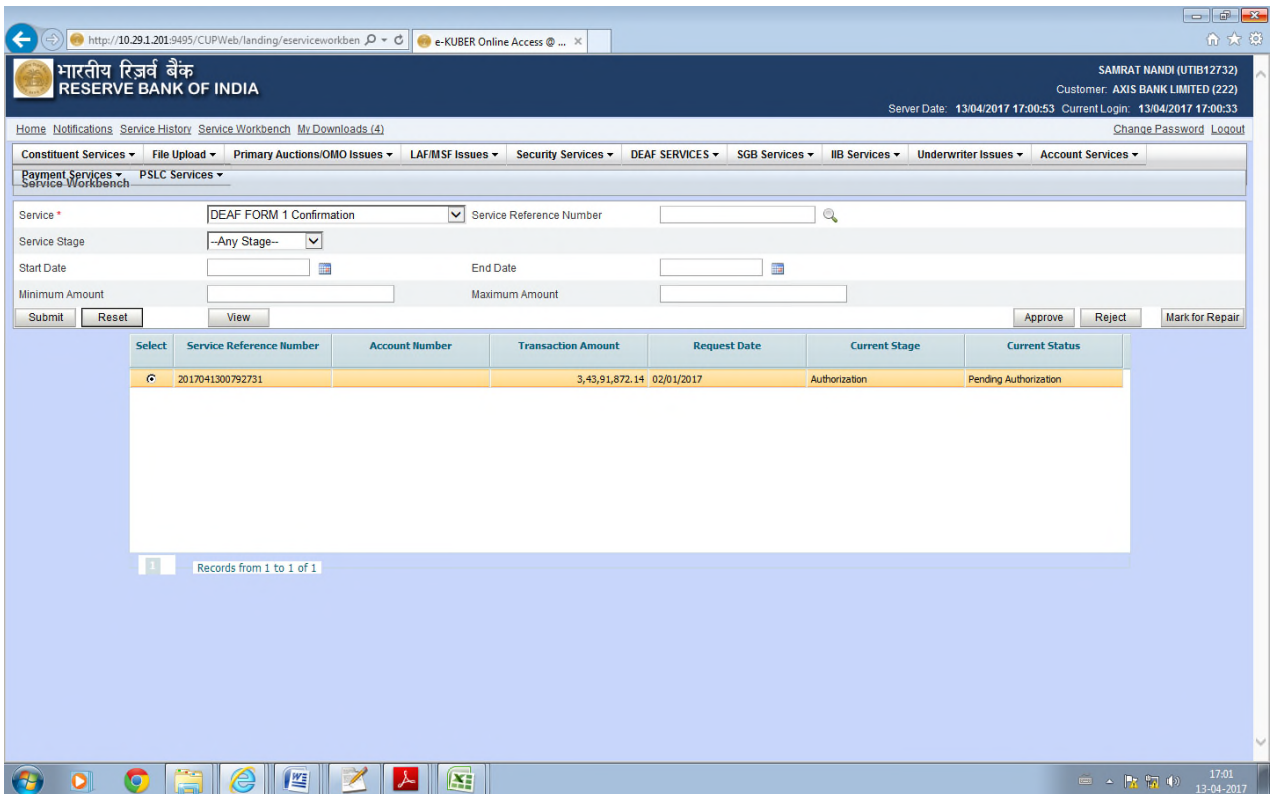 http://10.29.1.201:9495/CUPWeb/landing/eserviceworkben
e-KUBER Online Access @ ...
भारतीय रिज़र्व बैंक
RESERVE BANK OF INDIA
SAMRAT NANDI (UTIB12732)
Customer: AXIS BANK LIMITED (222)
Server Date: 13/04/2017 17:00:53 Current Login: 13/04/2017 17:00:33
Home Notifications Service History Service Workbench My Downloads (4) Change Password Logout
Constituent Services File Upload Primary Auctions/OMO Issues LAF/MSF Issues Security Services DEAF SERVICES SGB Services IIB Services Underwriter Issues Account Services
Payment Services PSLC Services
Service Workbench
Service * DEAF FORM 1 Confirmation Service Reference Number
Service Stage --Any Stage--
Start Date End Date
Minimum Amount Maximum Amount
Submit Reset View Approve Reject Mark for Repair
Select Service Reference Number Account Number Transaction Amount Request Date Current Stage Current Status
2017041300792731 3,43,91,872.14 02/01/2017 Authorization Pending Authorization
1 Records from 1 to 1 of 1
17:01
13-04-2017